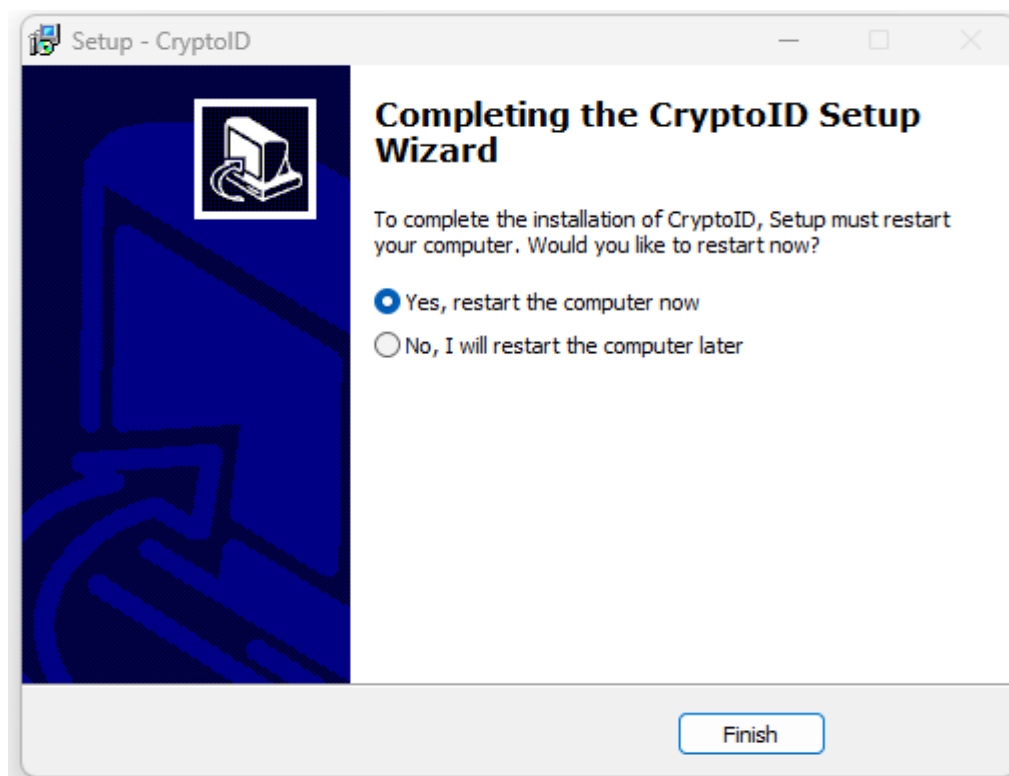 Setup - CryptoID
Completing the CryptoID Setup
Wizard
To complete the installation of CryptoID, Setup must restart
your computer. Would you like to restart now?
Yes, restart the computer now
No, I will restart the computer later
Finish